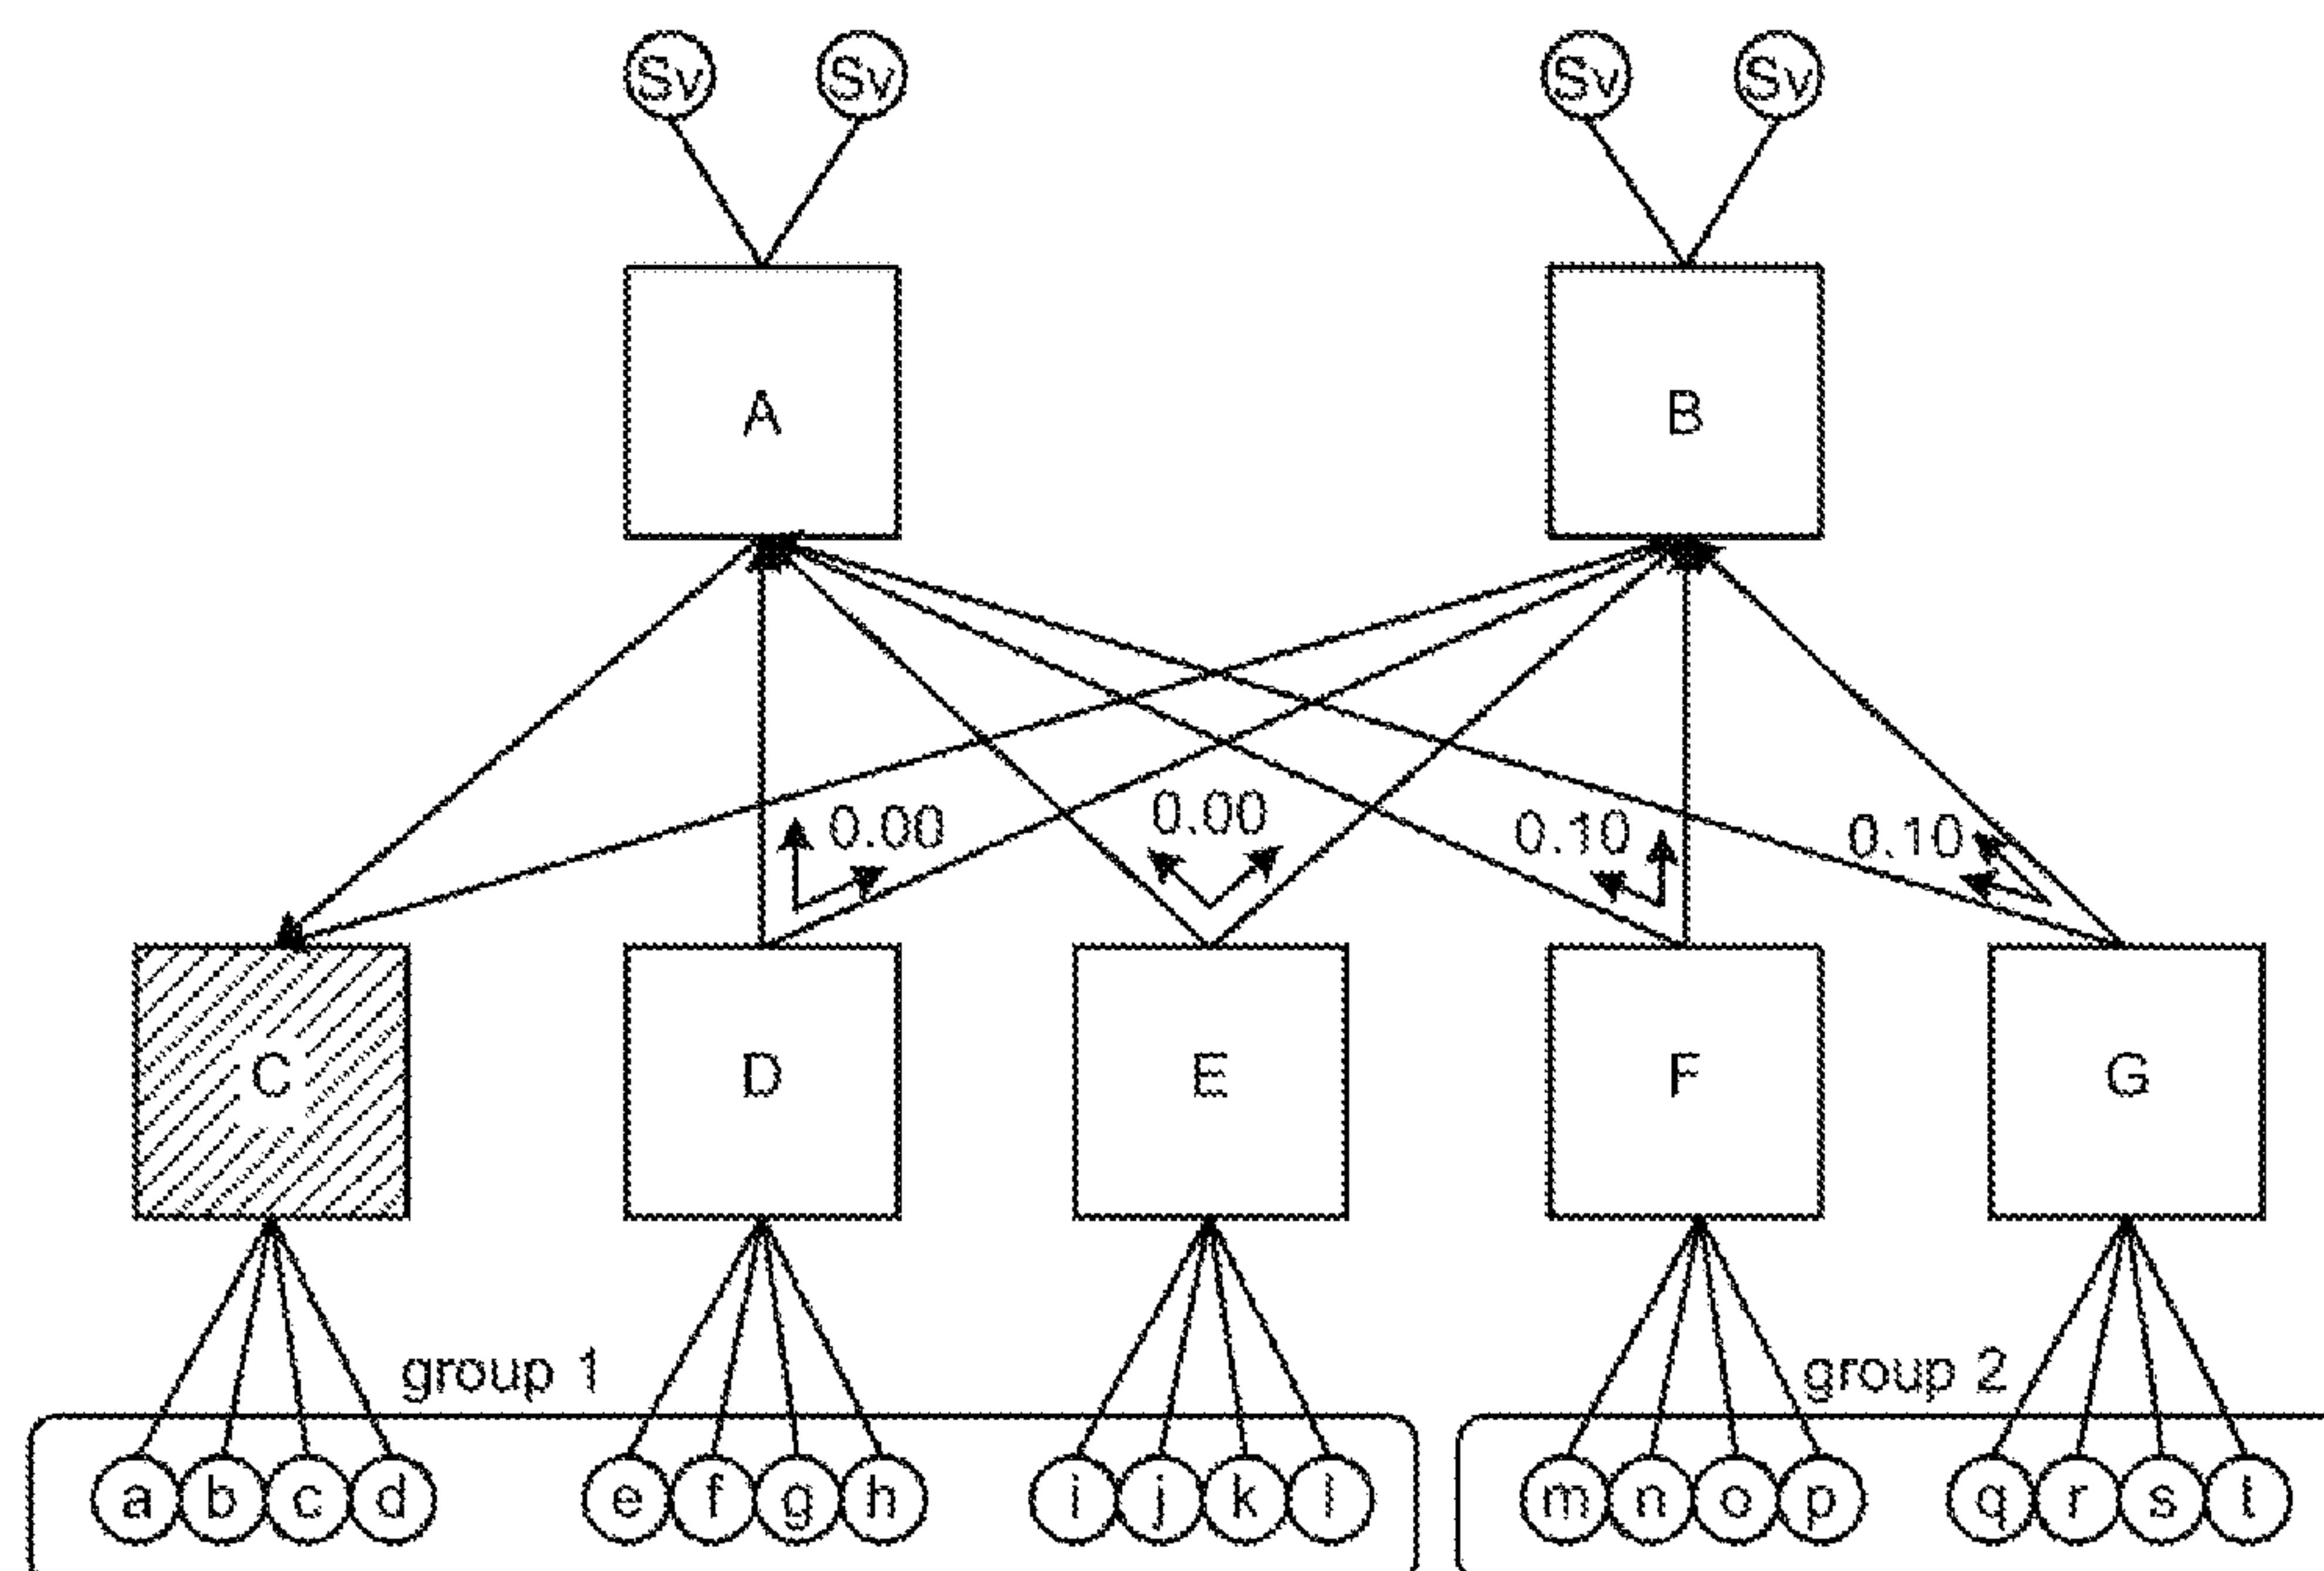 Sv Sv Sv Sv
A B
0.00 0.00 0.10 0.10
C D E F G
group 1 group 2
a b c d e f g h i j k l m n o p q r s t